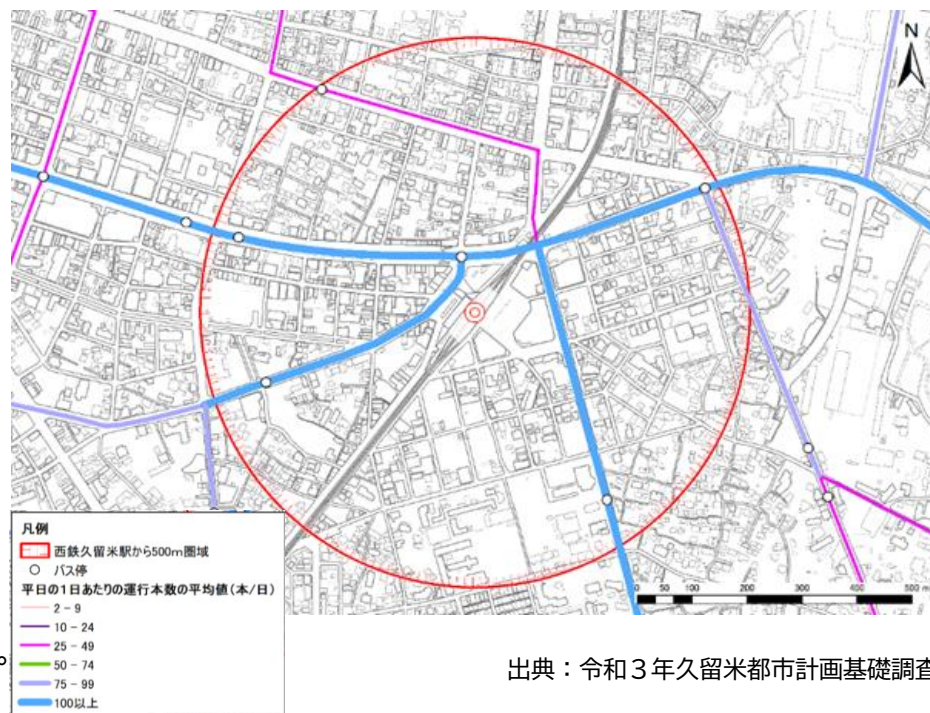 N
0 50 100 200 300 400 500 m
凡例
西鉄久留米駅から500m圏域
バス停
平日の1日あたりの運行本数の平均値(本/日)
2 - 9
10 - 24
25 - 49
50 - 74
75 - 99
100以上
。
出典：令和３年久留米都市計画基礎調査